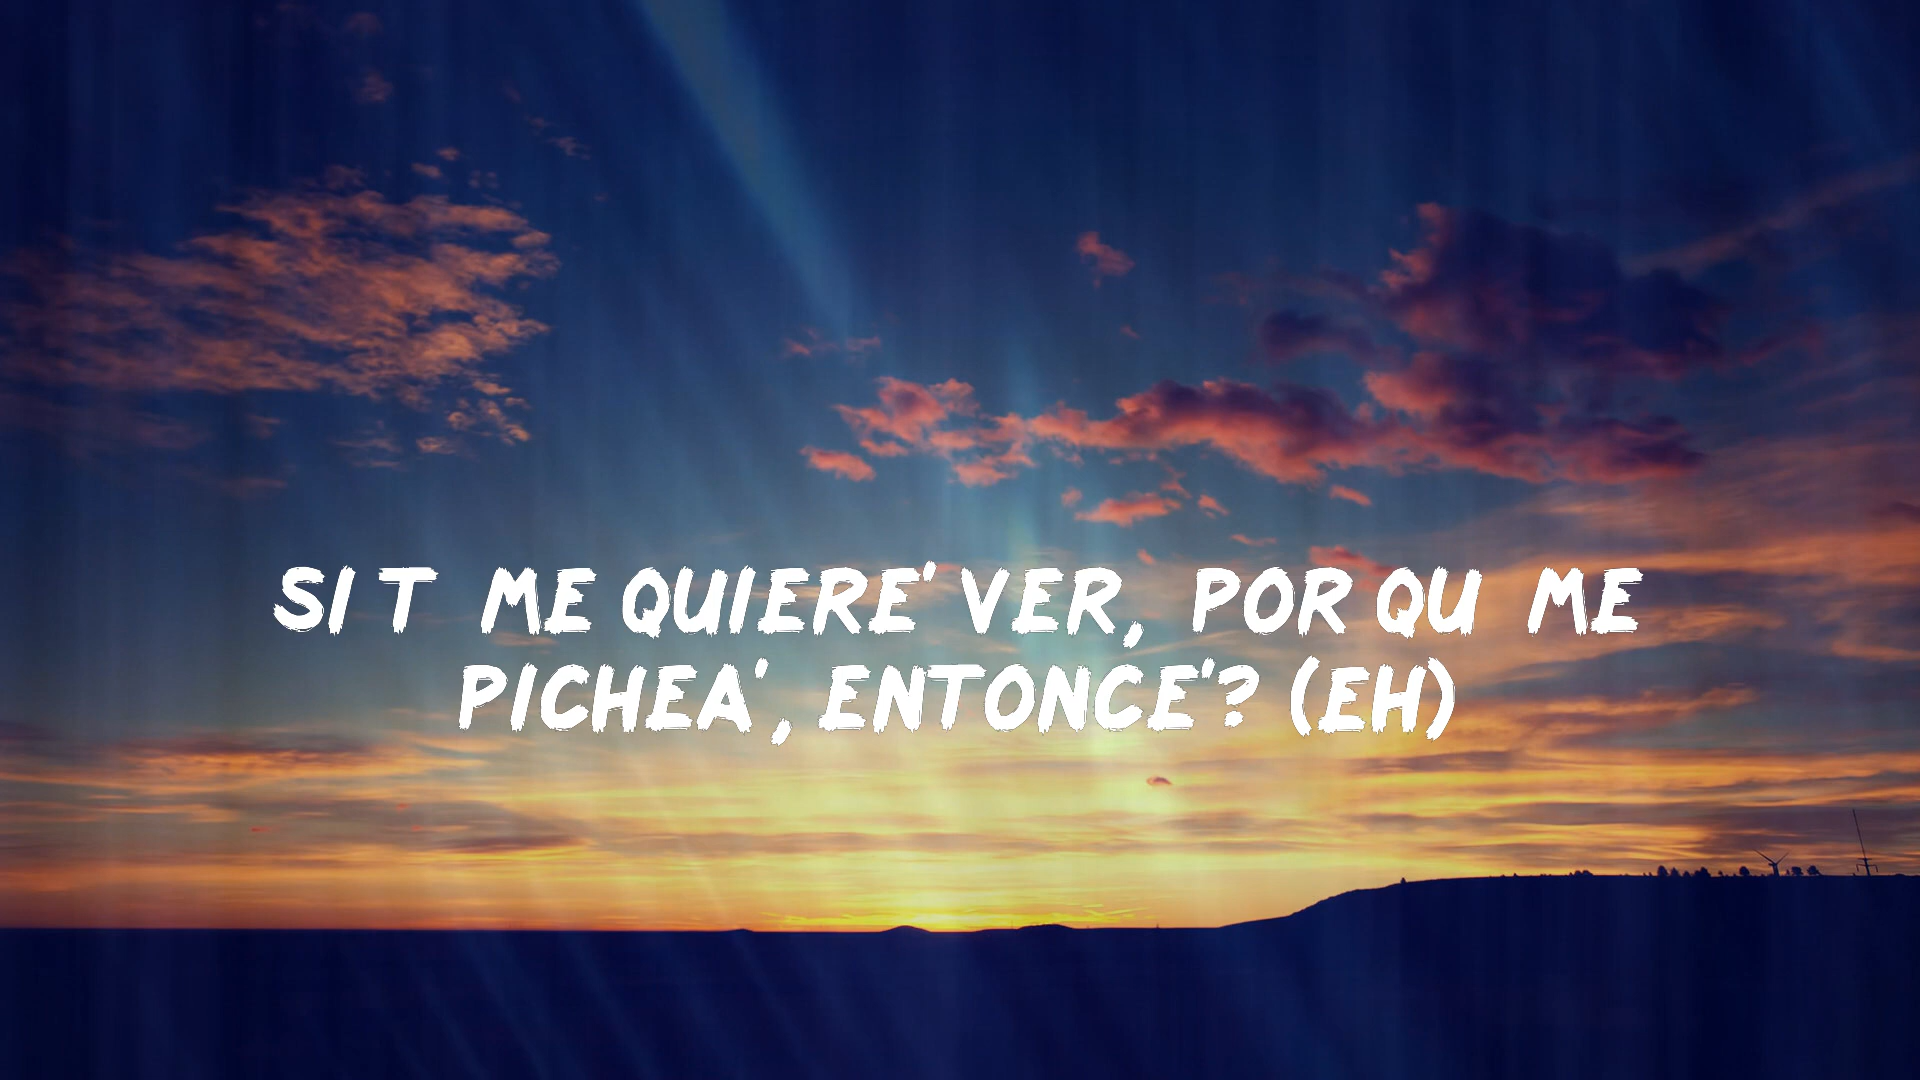 SI T  ME QUIERE' VER,  POR QU  ME
PICHEA', ENTONCE'? (EH)